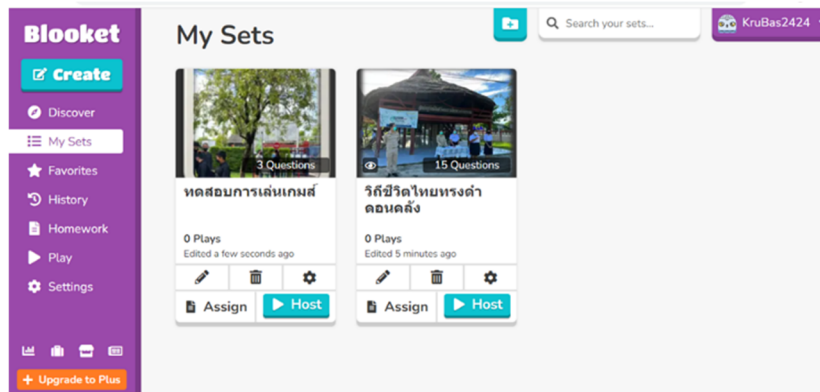 Blooket
Create
Discover
My Sets
Favorites
History
Homework
Play
Settings
Upgrade to Plus
My Sets
Search your sets...
KruBas2424
3 Questions
ทดสอบการเล่นเกมส์
0 Plays
Edited a few seconds ago
Assign
Host
15 Questions
วิถีชีวิตไทยทรงดำ
ดอนคลัง
0 Plays
Edited 5 minutes ago
Assign
Host